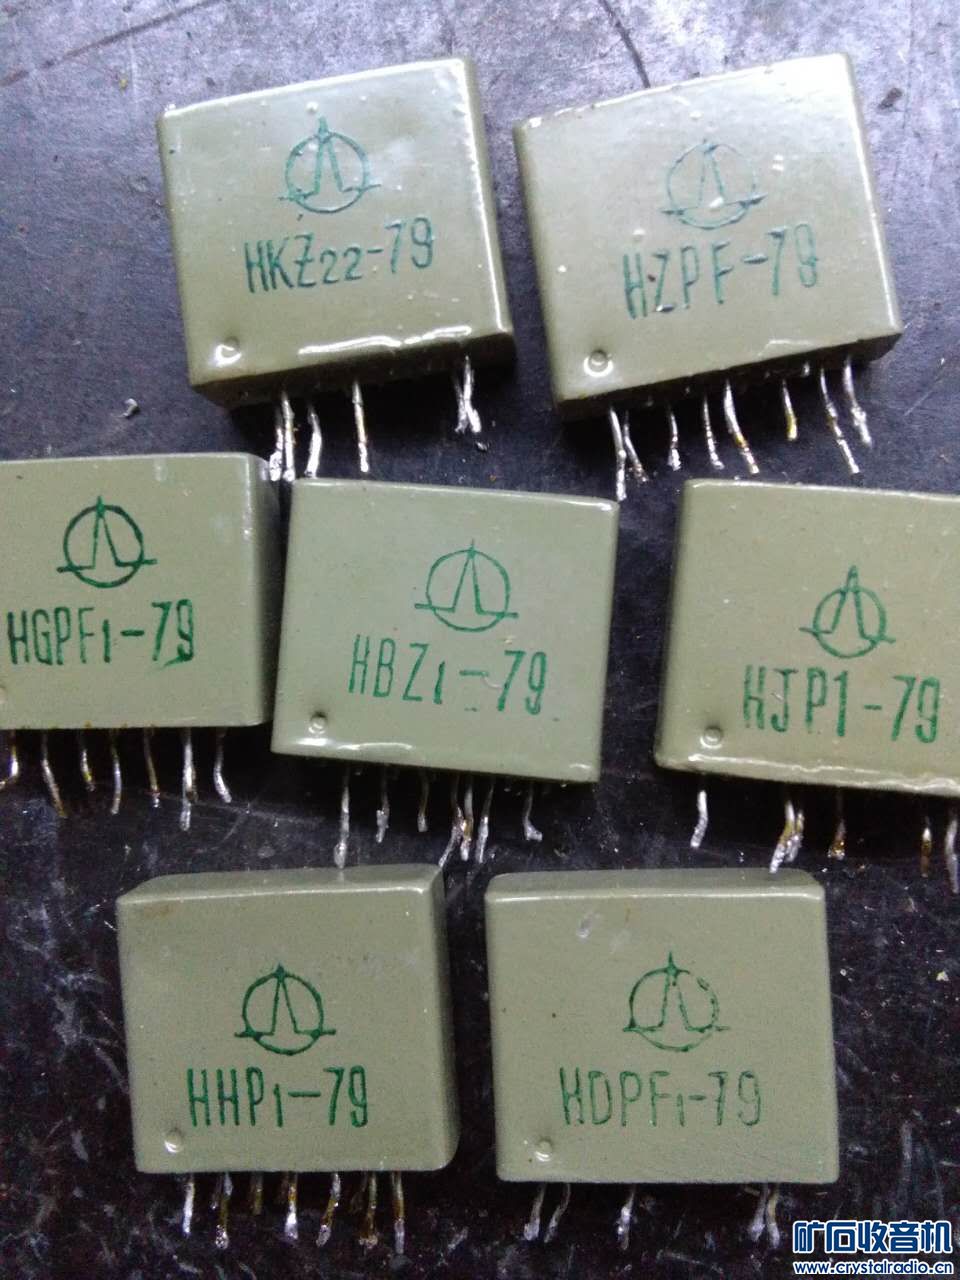 HKZ22-79
HZPF-79
HGPF1-79
HBZ1-79
HJP1-79
HHP1-79
HDPF1-79
矿石收音机
www.crystalradio.cn